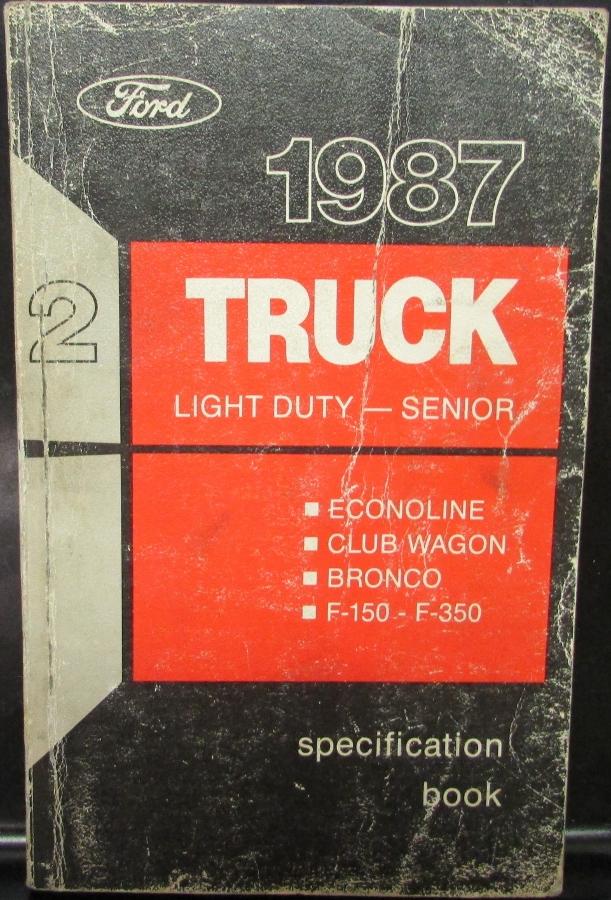 Ford
1987
2
TRUCK
LIGHT DUTY — SENIOR
■ ECONOLINE
■ CLUB WAGON
■ BRONCO
■ F-150 - F-350
specification
book